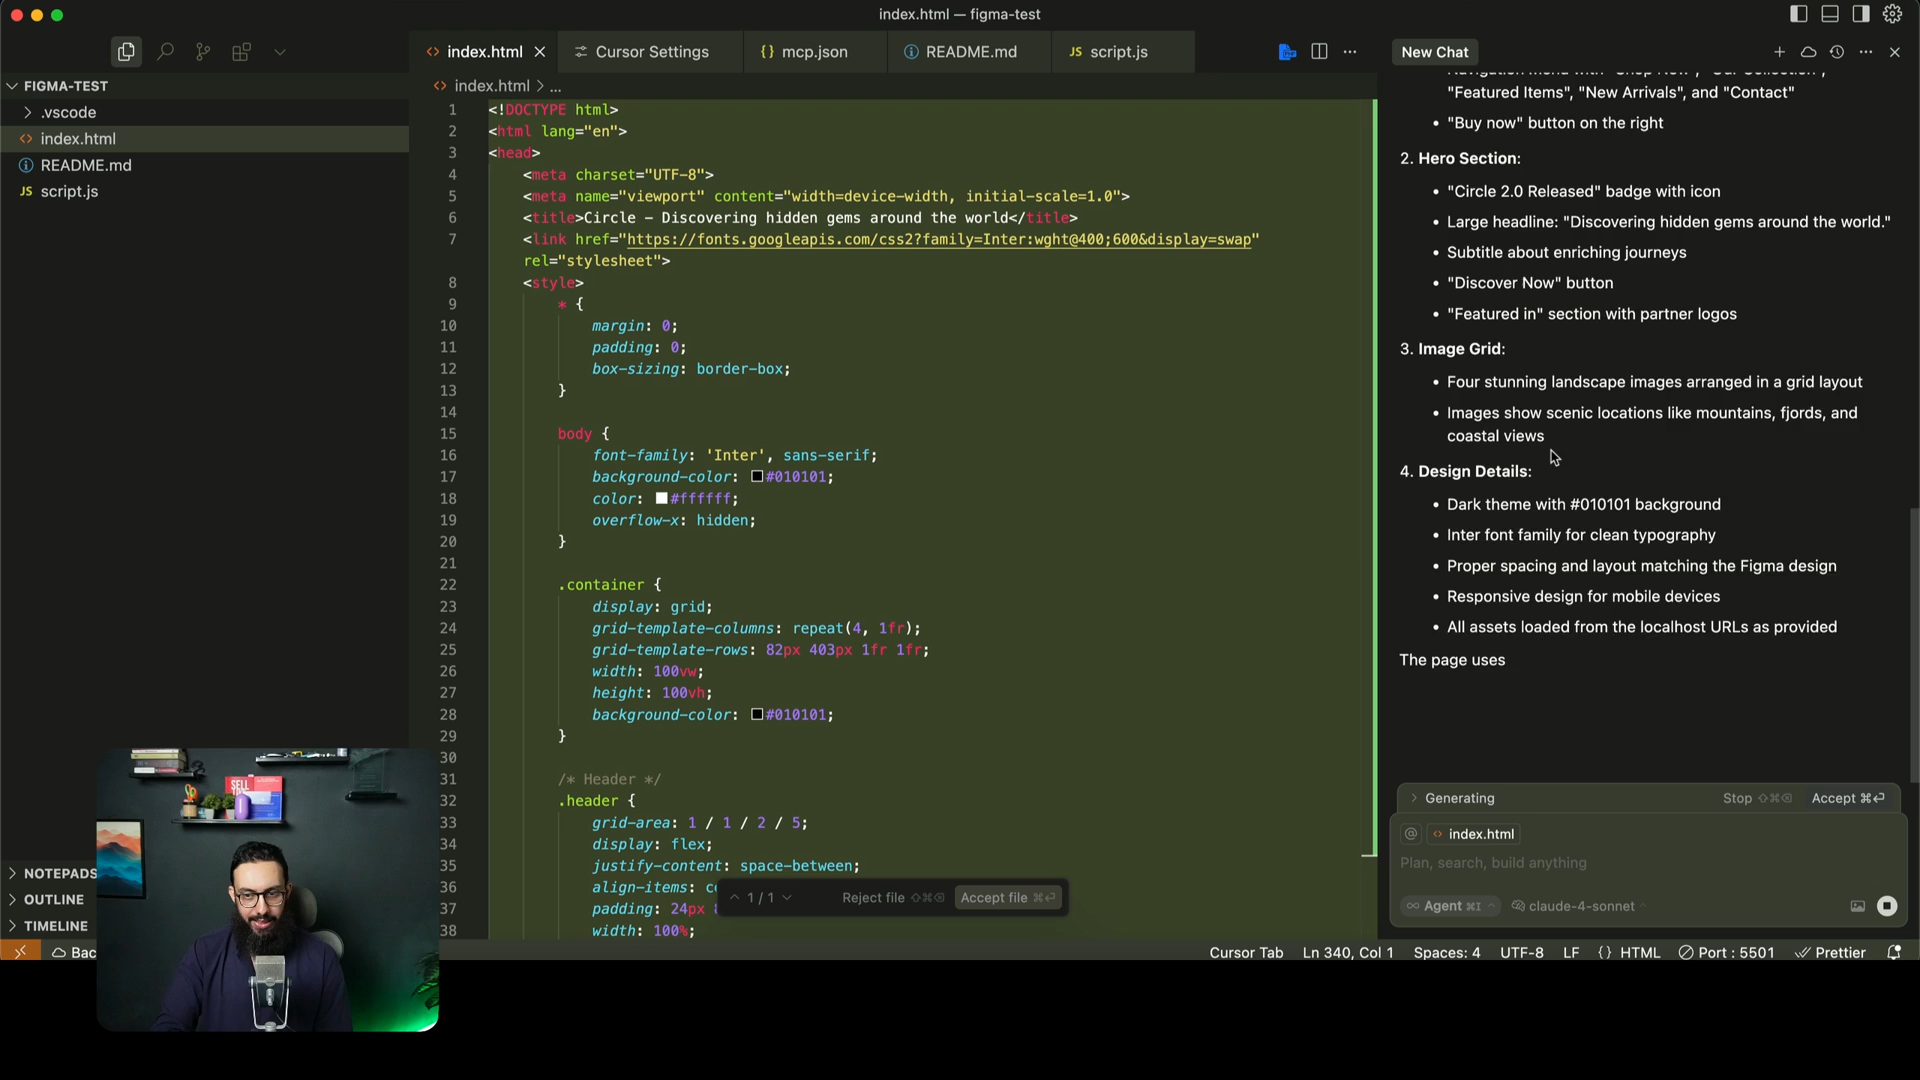 index.html — figma-test
FIGMA-TEST
.vscode
index.html
README.md
script.js
NOTEPADS
OUTLINE
TIMELINE
index.html
Cursor Settings
mcp.json
README.md
script.js
index.html > ...
1 <!DOCTYPE html>
2 <html lang="en">
3 <head>
4 <meta charset="UTF-8">
5 <meta name="viewport" content="width=device-width, initial-scale=1.0">
6 <title>Circle – Discovering hidden gems around the world</title>
7 <link href="https://fonts.googleapis.com/css2?family=Inter:wght@400;600&display=swap"
rel="stylesheet">
8 <style>
9 * {
10 margin: 0;
11 padding: 0;
12 box-sizing: border-box;
13 }
14
15 body {
16 font-family: 'Inter', sans-serif;
17 background-color: #010101;
18 color: #ffffff;
19 overflow-x: hidden;
20 }
21
22 .container {
23 display: grid;
24 grid-template-columns: repeat(4, 1fr);
25 grid-template-rows: 82px 403px 1fr 1fr;
26 width: 100vw;
27 height: 100vh;
28 background-color: #010101;
29 }
30
31 /* Header */
32 .header {
33 grid-area: 1 / 1 / 2 / 5;
34 display: flex;
35 justify-content: space-between;
36 align-items:
37 padding: 24px
38 width: 100%;
1 / 1
Reject file ⇧⌘⌫
Accept file ⌘↩
New Chat
"Featured Items", "New Arrivals", and "Contact"
• "Buy now" button on the right
2. Hero Section:
• "Circle 2.0 Released" badge with icon
• Large headline: "Discovering hidden gems around the world."
• Subtitle about enriching journeys
• "Discover Now" button
• "Featured in" section with partner logos
3. Image Grid:
• Four stunning landscape images arranged in a grid layout
• Images show scenic locations like mountains, fjords, and
coastal views
4. Design Details:
• Dark theme with #010101 background
• Inter font family for clean typography
• Proper spacing and layout matching the Figma design
• Responsive design for mobile devices
• All assets loaded from the localhost URLs as provided
The page uses
Generating
Stop ⇧⌘⌫
Accept ⌘↩
@ index.html
Plan, search, build anything
Agent ⌘I
claude-4-sonnet
SELL
Bac
Cursor Tab
Ln 340, Col 1
Spaces: 4
UTF-8
LF
{} HTML
Port : 5501
Prettier